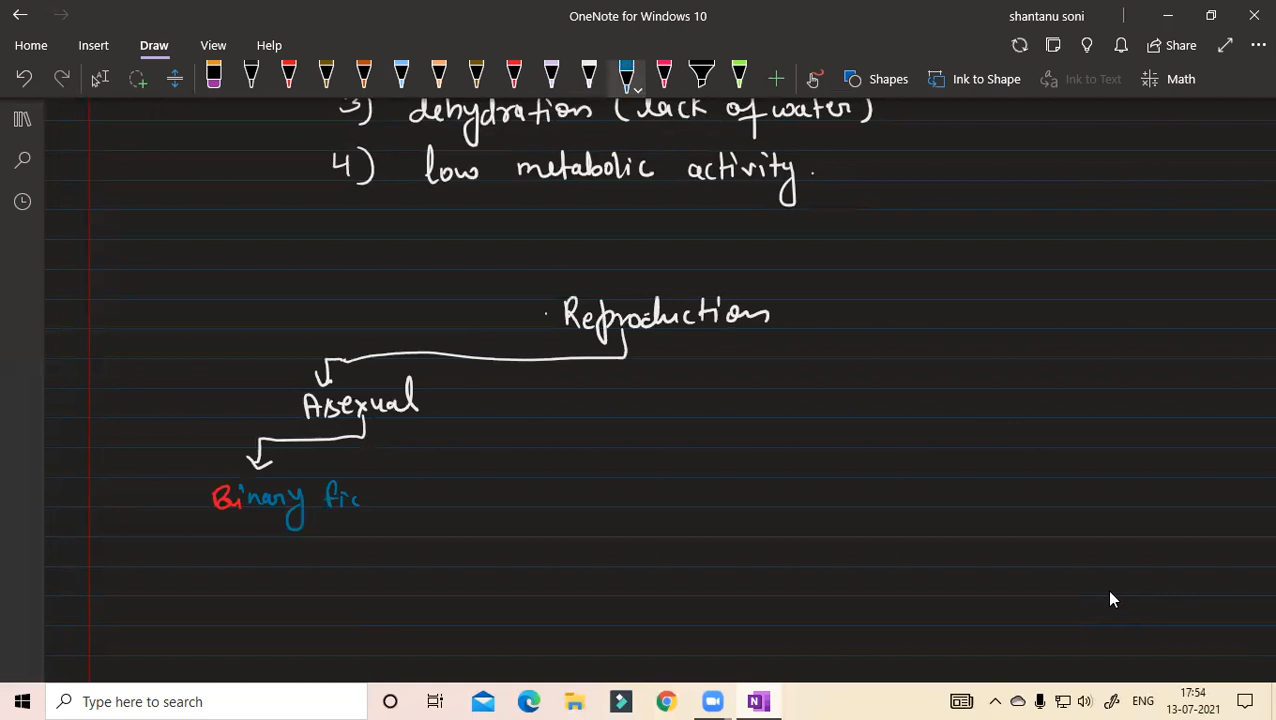 OneNote for Windows 10
shantanu soni
Home Insert Draw View Help
Share
Shapes Ink to Shape Ink to Text Math
3) dehydration (lack of water)
4) low metabolic activity.
Reproduction
Asexual
Binary fic
Type here to search
ENG
17:54
13-07-2021